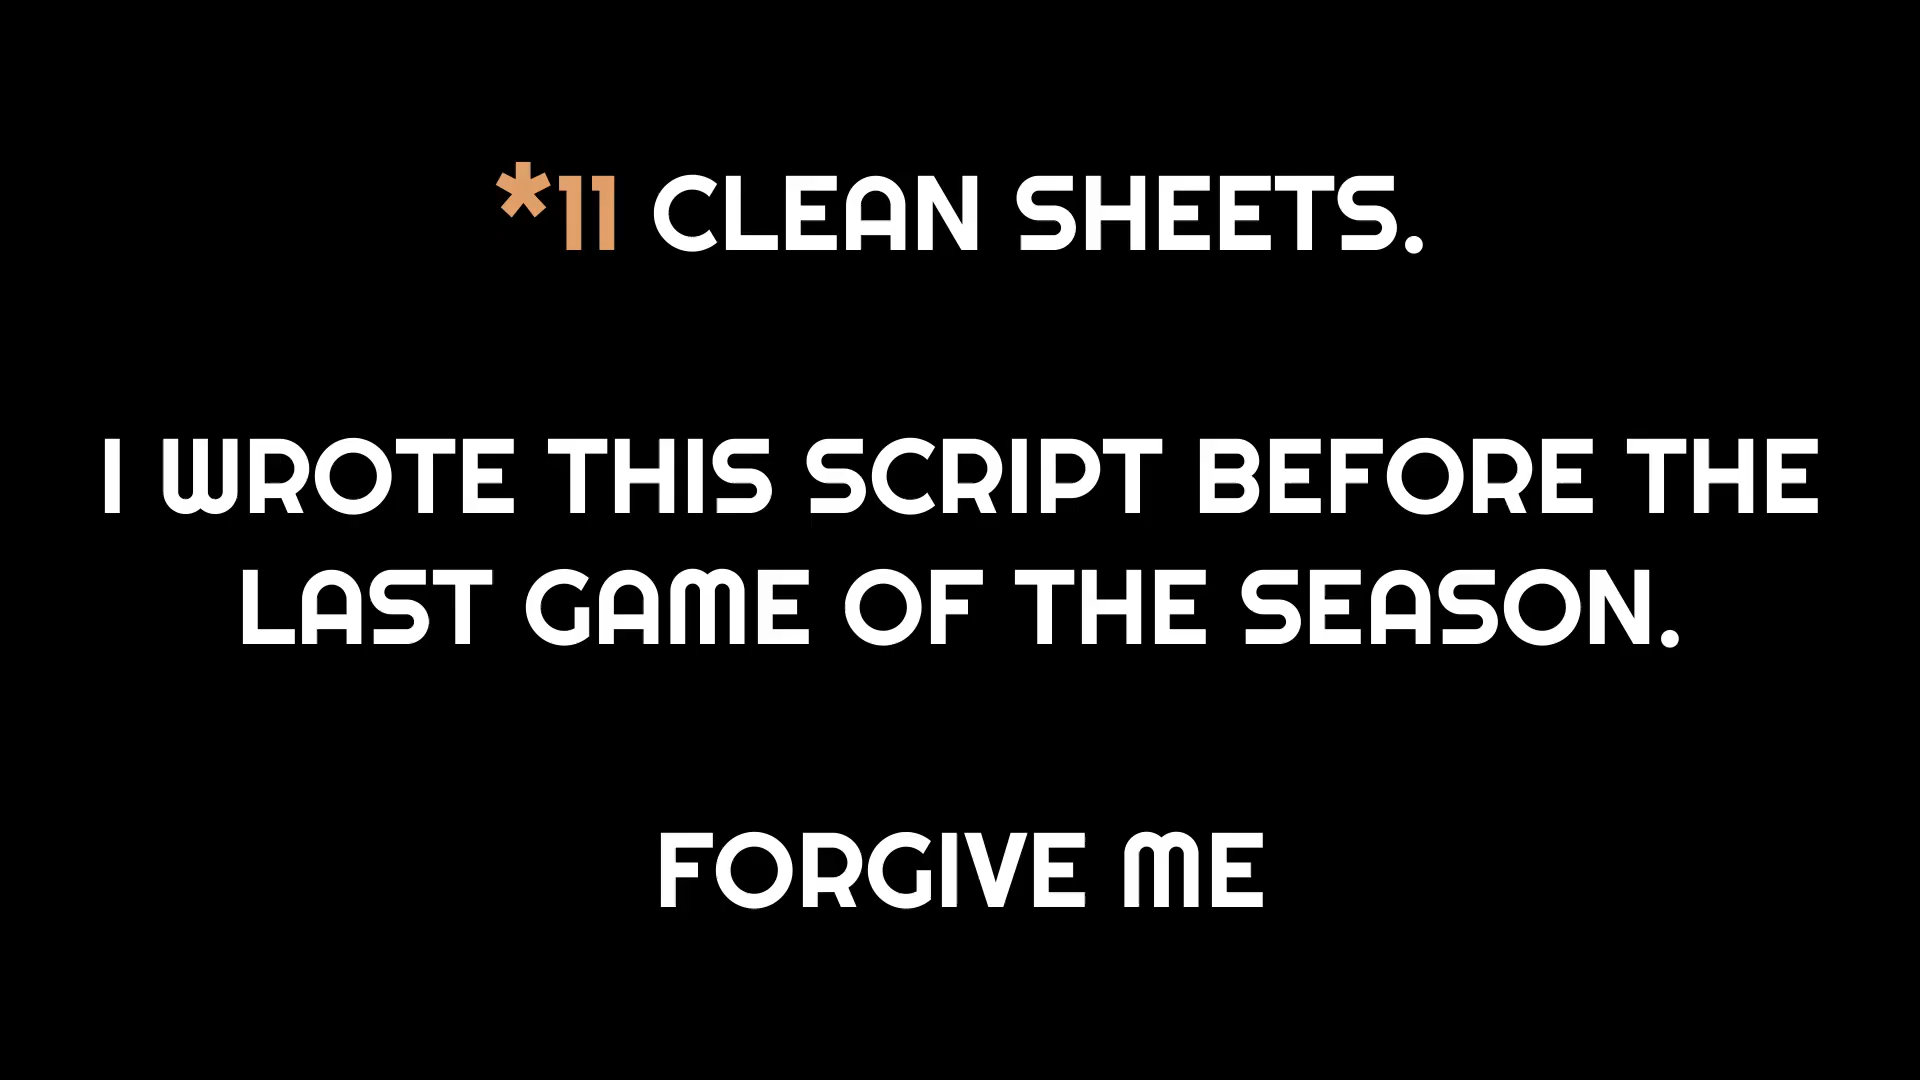 *11 CLEAN SHEETS.
I WROTE THIS SCRIPT BEFORE THE
LAST GAME OF THE SEASON.
FORGIVE ME